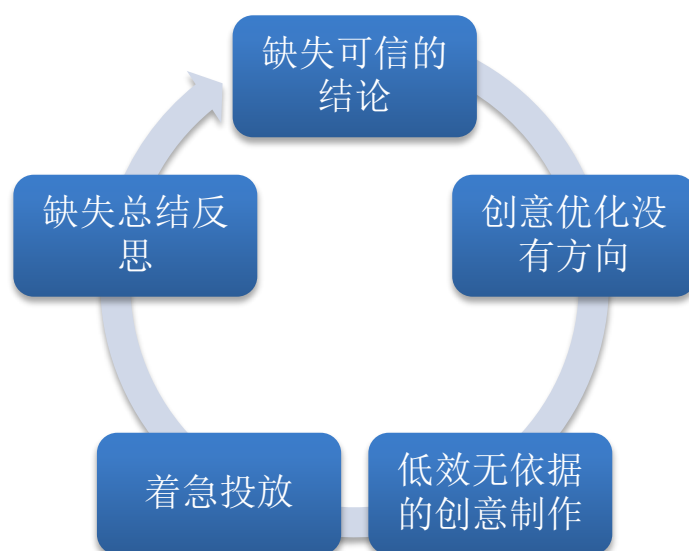 缺失可信的
结论
创意优化没
有方向
低效无依据
的创意制作
着急投放
缺失总结反
思